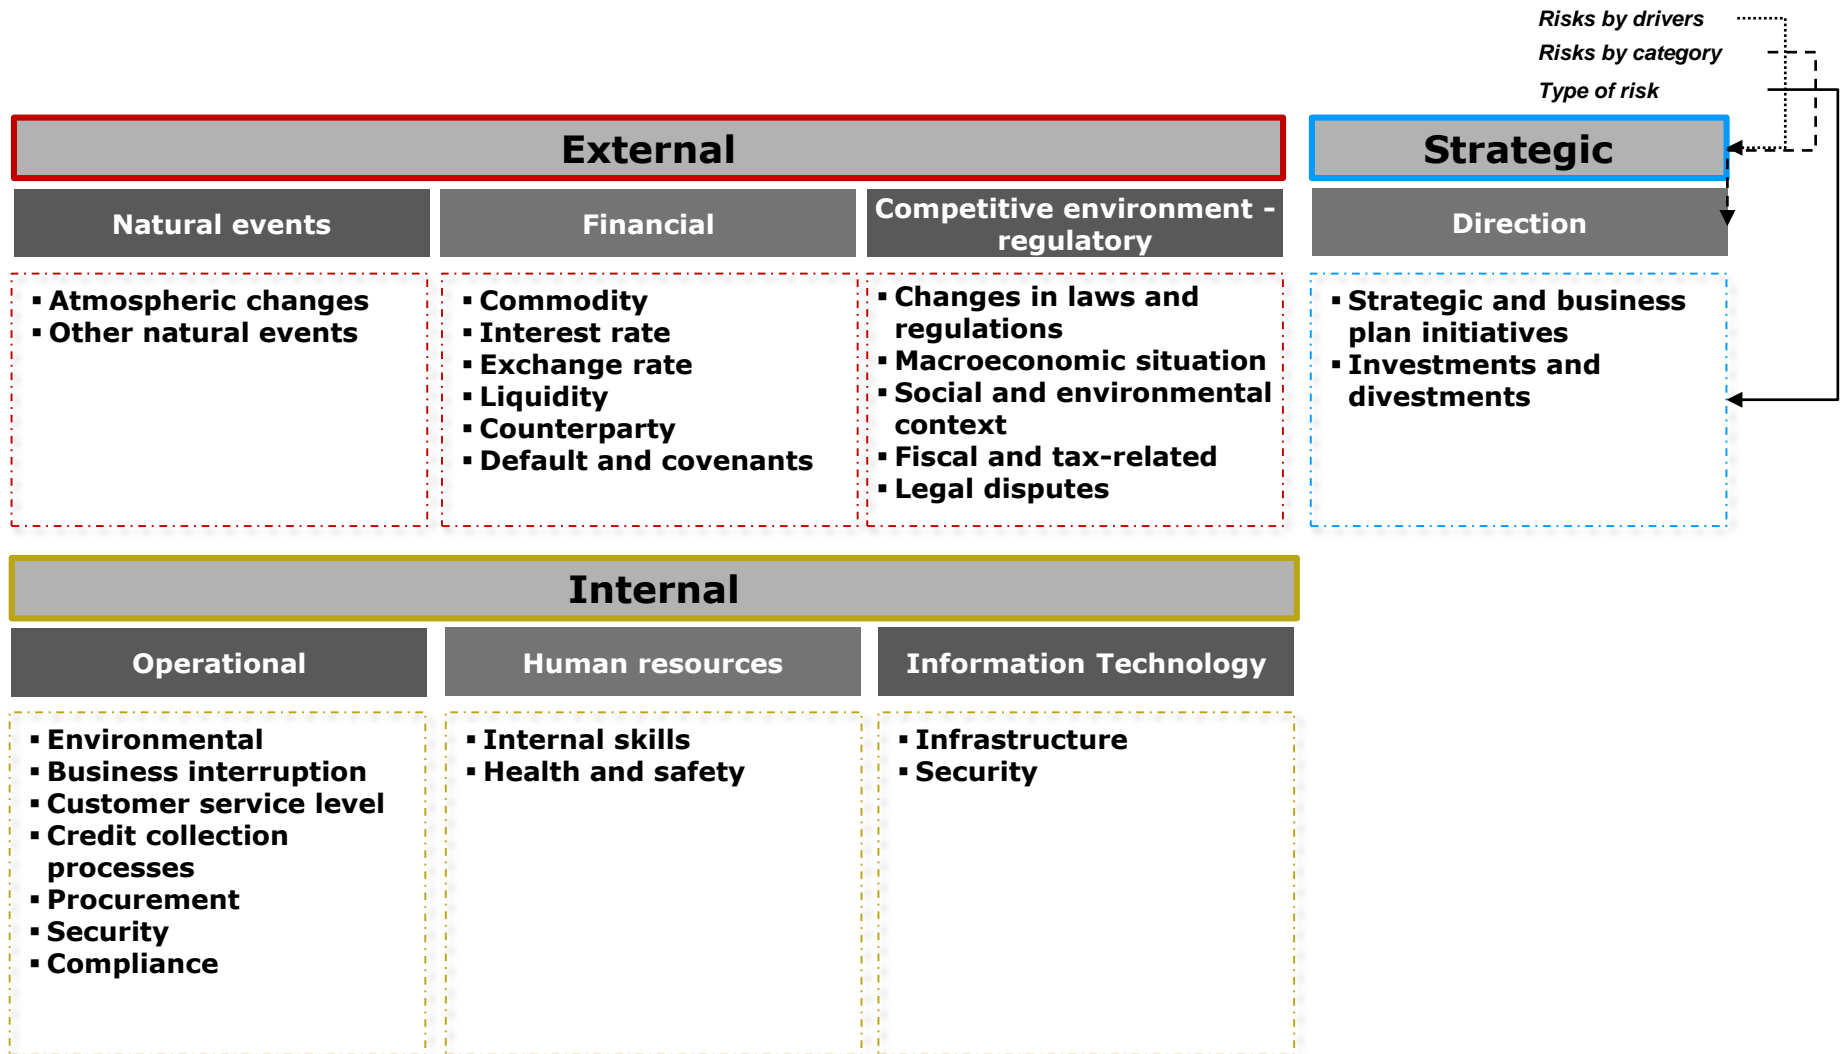 Risks by drivers
Risks by category
Type of risk
External
Strategic
Natural events
Financial
Competitive environment -
regulatory
Direction
▪ Atmospheric changes
▪ Other natural events
▪ Commodity
▪ Interest rate
▪ Exchange rate
▪ Liquidity
▪ Counterparty
▪ Default and covenants
▪ Changes in laws and
regulations
▪ Macroeconomic situation
▪ Social and environmental
context
▪ Fiscal and tax-related
▪ Legal disputes
▪ Strategic and business
plan initiatives
▪ Investments and
divestments
Internal
Operational
Human resources
Information Technology
▪ Environmental
▪ Business interruption
▪ Customer service level
▪ Credit collection
processes
▪ Procurement
▪ Security
▪ Compliance
▪ Internal skills
▪ Health and safety
▪ Infrastructure
▪ Security